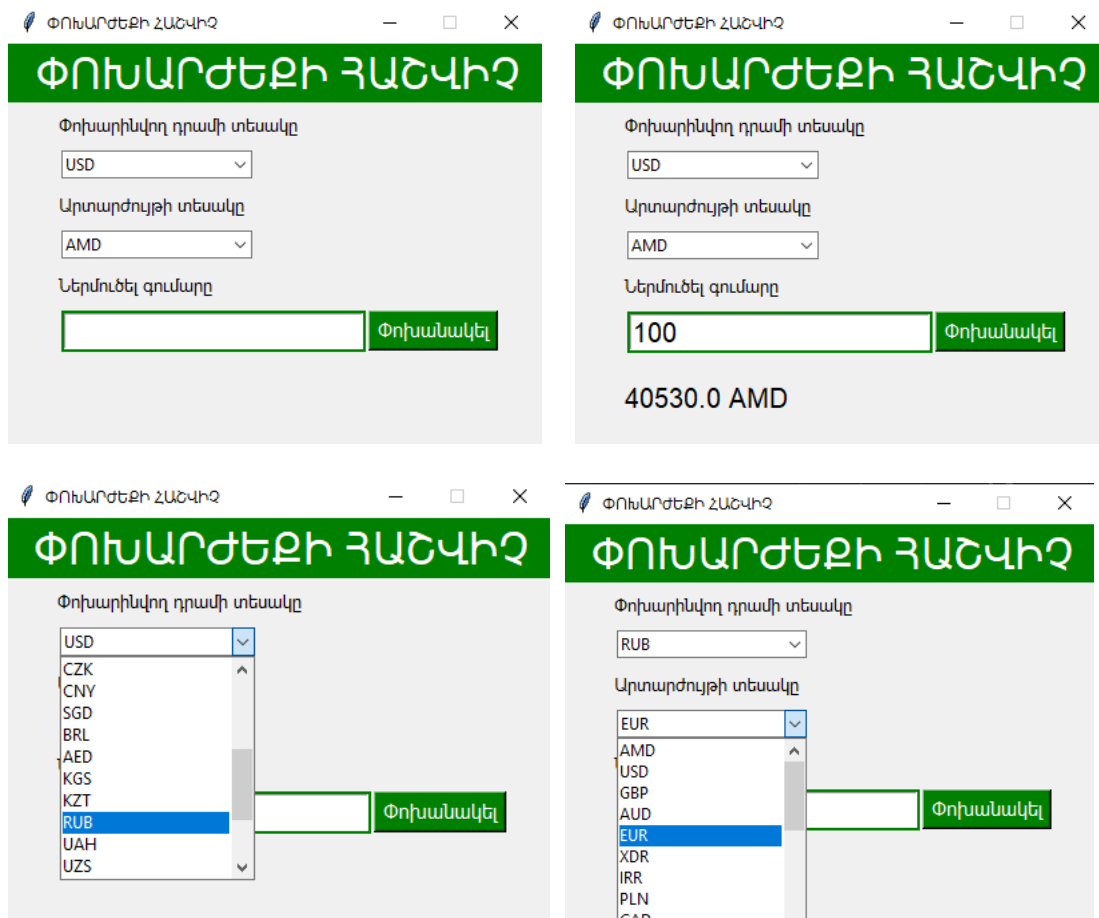 ՓՈԽԱՐԺԵՔԻ ՀԱՇՎԻՉ
ՓՈԽԱՐԺԵՔԻ ՀԱՇՎԻՉ
Փոխարինվող դրամի տեսակը
USD
Արտարժույթի տեսակը
AMD
Ներմուծել գումարը
Փոխանակել
ՓՈԽԱՐԺԵՔԻ ՀԱՇՎԻՉ
ՓՈԽԱՐԺԵՔԻ ՀԱՇՎԻՉ
Փոխարինվող դրամի տեսակը
USD
Արտարժույթի տեսակը
AMD
Ներմուծել գումարը
100
Փոխանակել
40530.0 AMD
ՓՈԽԱՐԺԵՔԻ ՀԱՇՎԻՉ
ՓՈԽԱՐԺԵՔԻ ՀԱՇՎԻՉ
Փոխարինվող դրամի տեսակը
USD
CZK
CNY
SGD
BRL
AED
KGS
KZT
RUB
UAH
UZS
Փոխանակել
ՓՈԽԱՐԺԵՔԻ ՀԱՇՎԻՉ
ՓՈԽԱՐԺԵՔԻ ՀԱՇՎԻՉ
Փոխարինվող դրամի տեսակը
RUB
Արտարժույթի տեսակը
EUR
AMD
USD
GBP
AUD
EUR
XDR
IRR
PLN
Փոխանակել